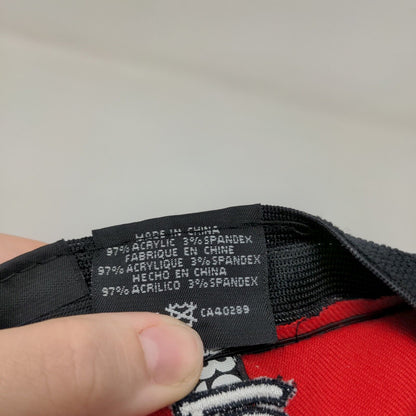 MADE IN CHINA
97% ACRYLIC 3% SPANDEX
FABRIQUE EN CHINE
97% ACRYLIQUE 3% SPANDEX
HECHO EN CHINA
97% ACRILICO 3% SPANDEX
CA40289